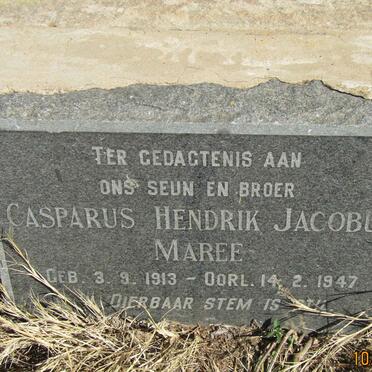 TER GEDAGTENIS AAN
ONS SEUN EN BROER
CASPARUS HENDRIK JACOBU
MAREE
GEB. 3. 9. 1913 - OORL. 14. 2. 1947
DIERBAAR STEM IS
10